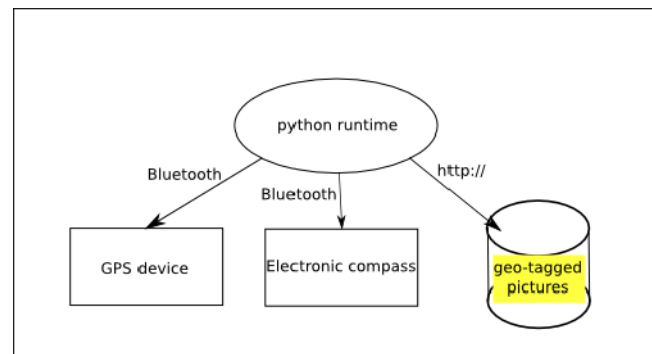 python runtime
Bluetooth
Bluetooth
http://
GPS device
Electronic compass
geo-tagged
pictures